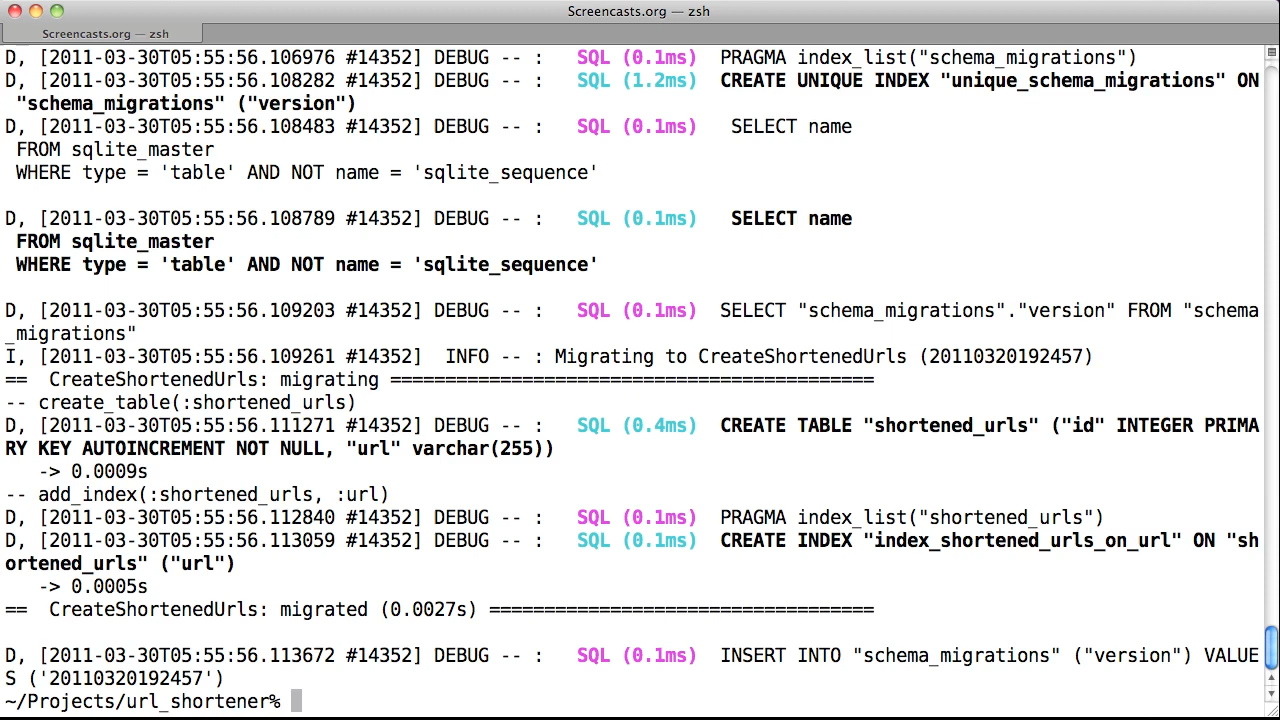 Screencasts.org — zsh
Screencasts.org — zsh
D, [2011-03-30T05:55:56.106976 #14352] DEBUG -- :   SQL (0.1ms)  PRAGMA index_list("schema_migrations")
D, [2011-03-30T05:55:56.108282 #14352] DEBUG -- :   SQL (1.2ms)  CREATE UNIQUE INDEX "unique_schema_migrations" ON
 "schema_migrations" ("version")
D, [2011-03-30T05:55:56.108483 #14352] DEBUG -- :   SQL (0.1ms)   SELECT name
 FROM sqlite_master
 WHERE type = 'table' AND NOT name = 'sqlite_sequence'
D, [2011-03-30T05:55:56.108789 #14352] DEBUG -- :   SQL (0.1ms)   SELECT name
 FROM sqlite_master
 WHERE type = 'table' AND NOT name = 'sqlite_sequence'
D, [2011-03-30T05:55:56.109203 #14352] DEBUG -- :   SQL (0.1ms)  SELECT "schema_migrations"."version" FROM "schema
_migrations"
I, [2011-03-30T05:55:56.109261 #14352]  INFO -- : Migrating to CreateShortenedUrls (20110320192457)
==  CreateShortenedUrls: migrating ============================================
-- create_table(:shortened_urls)
D, [2011-03-30T05:55:56.111271 #14352] DEBUG -- :   SQL (0.4ms)  CREATE TABLE "shortened_urls" ("id" INTEGER PRIMA
RY KEY AUTOINCREMENT NOT NULL, "url" varchar(255))
   -> 0.0009s
-- add_index(:shortened_urls, :url)
D, [2011-03-30T05:55:56.112840 #14352] DEBUG -- :   SQL (0.1ms)  PRAGMA index_list("shortened_urls")
D, [2011-03-30T05:55:56.113059 #14352] DEBUG -- :   SQL (0.1ms)  CREATE INDEX "index_shortened_urls_on_url" ON "sh
ortened_urls" ("url")
   -> 0.0005s
==  CreateShortenedUrls: migrated (0.0027s) ===================================
D, [2011-03-30T05:55:56.113672 #14352] DEBUG -- :   SQL (0.1ms)  INSERT INTO "schema_migrations" ("version") VALUE
S ('20110320192457')
~/Projects/url_shortener%